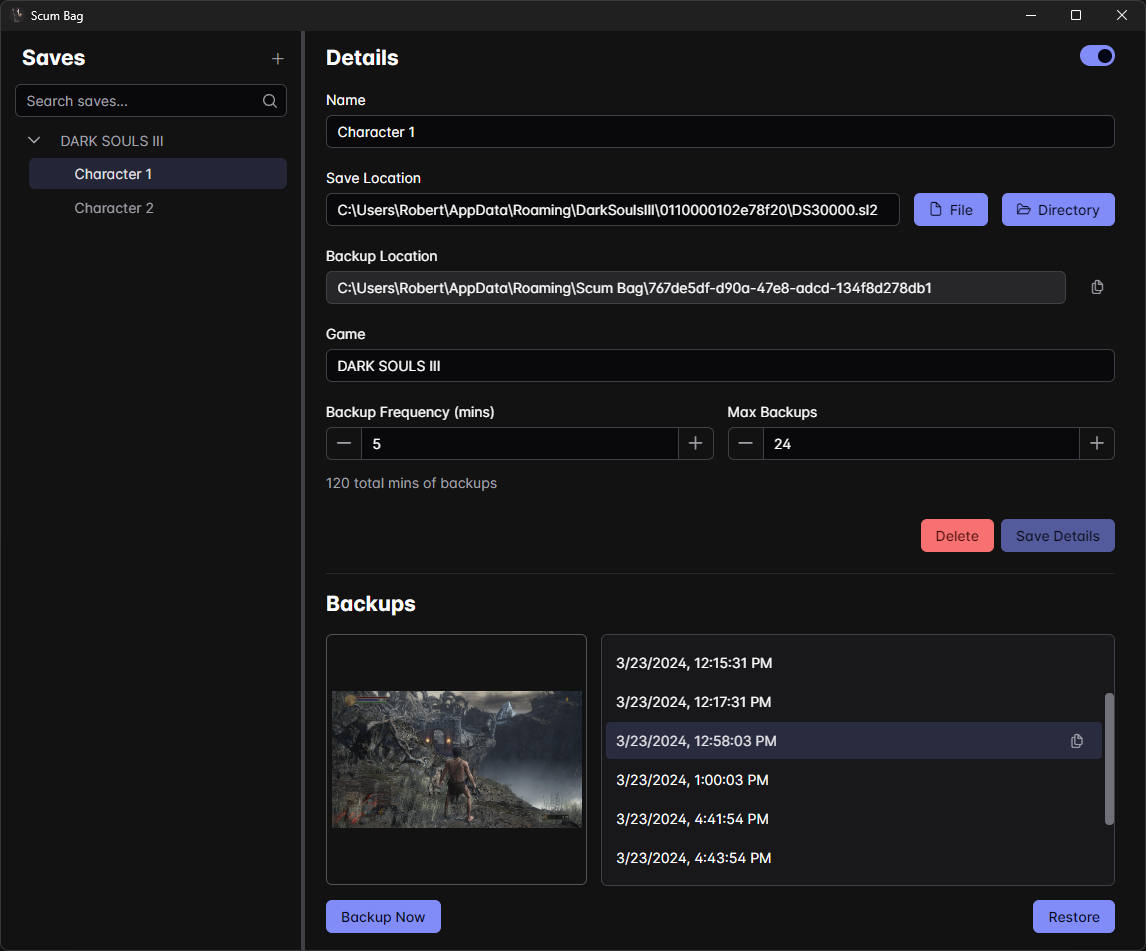 Scum Bag
Saves
Search saves...
DARK SOULS III
Character 1
Character 2
Details
Name
Character 1
Save Location
C:\Users\Robert\AppData\Roaming\DarkSoulsIII\0110000102e78f20\DS30000.sl2
File
Directory
Backup Location
C:\Users\Robert\AppData\Roaming\Scum Bag\767de5df-d90a-47e8-adcd-134f8d278db1
Game
DARK SOULS III
Backup Frequency (mins)
Max Backups
5
24
120 total mins of backups
Delete
Save Details
Backups
3/23/2024, 12:15:31 PM
3/23/2024, 12:17:31 PM
3/23/2024, 12:58:03 PM
3/23/2024, 1:00:03 PM
3/23/2024, 4:41:54 PM
3/23/2024, 4:43:54 PM
Backup Now
Restore